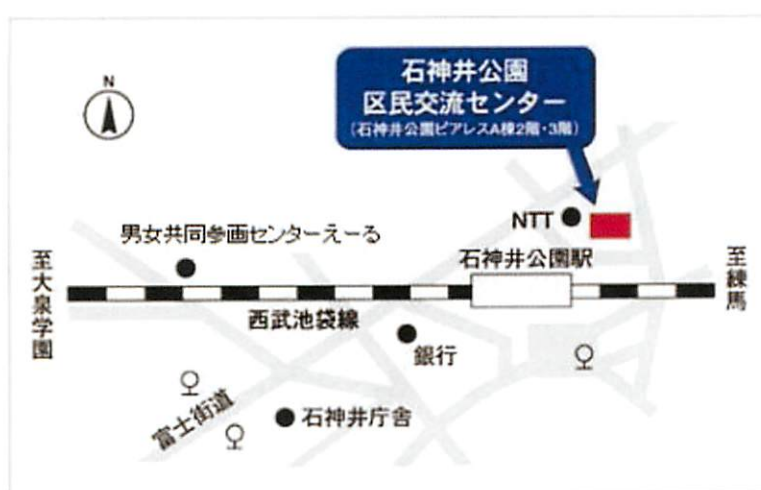 N
石神井公園
区民交流センター
(石神井公園ピアレスA棟2階・3階)
NTT
男女共同参画センターえーる
石神井公園駅
至大泉学園
至練馬
西武池袋線
銀行
富士街道
石神井庁舎